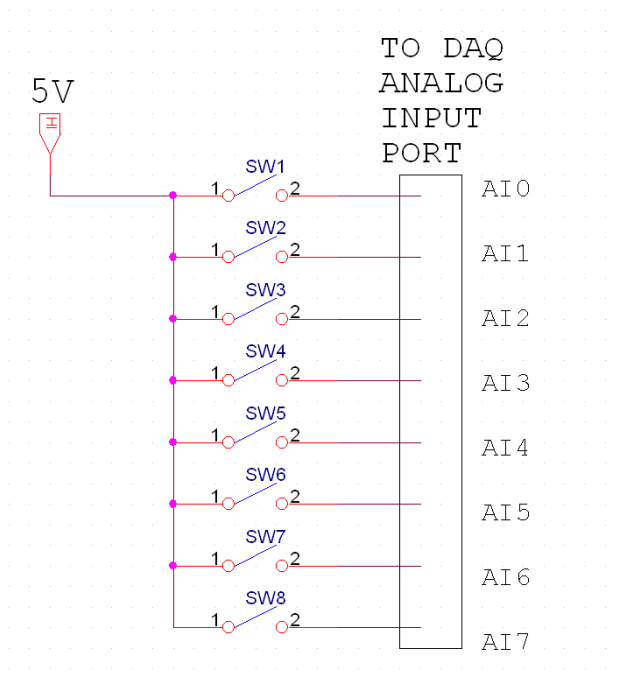 TO DAQ
ANALOG
INPUT
PORT
5V
SW1
1 2 AI0
SW2
1 2 AI1
SW3
1 2 AI2
SW4
1 2 AI3
SW5
1 2 AI4
SW6
1 2 AI5
SW7
1 2 AI6
SW8
1 2 AI7